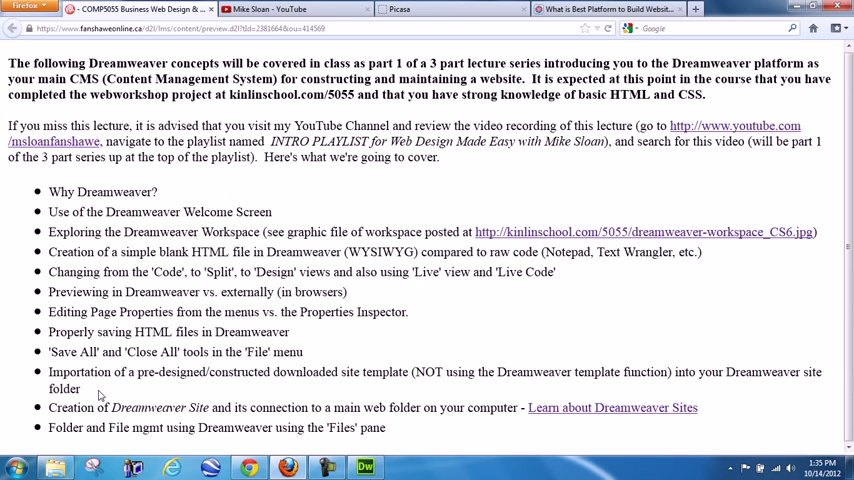 Firefox
- COMP5055 Business Web Design & ...
Mike Sloan - YouTube
Picasa
What is Best Platform to Build Websit...
https://www.fanshaweonline.ca/d2l/lms/content/preview.d2l?tId=2381664&ou=414569
Google
The following Dreamweaver concepts will be covered in class as part 1 of a 3 part lecture series introducing you to the Dreamweaver platform as
your main CMS (Content Management System) for constructing and maintaining a website. It is expected at this point in the course that you have
completed the webworkshop project at kinlinschool.com/5055 and that you have strong knowledge of basic HTML and CSS.
If you miss this lecture, it is advised that you visit my YouTube Channel and review the video recording of this lecture (go to http://www.youtube.com
/msloanfanshawe, navigate to the playlist named INTRO PLAYLIST for Web Design Made Easy with Mike Sloan), and search for this video (will be part 1
of the 3 part series up at the top of the playlist). Here's what we're going to cover.
Why Dreamweaver?
Use of the Dreamweaver Welcome Screen
Exploring the Dreamweaver Workspace (see graphic file of workspace posted at http://kinlinschool.com/5055/dreamweaver-workspace_CS6.jpg)
Creation of a simple blank HTML file in Dreamweaver (WYSIWYG) compared to raw code (Notepad, Text Wrangler, etc.)
Changing from the 'Code', to 'Split', to 'Design' views and also using 'Live' view and 'Live Code'
Previewing in Dreamweaver vs. externally (in browsers)
Editing Page Properties from the menus vs. the Properties Inspector.
Properly saving HTML files in Dreamweaver
'Save All' and 'Close All' tools in the 'File' menu
Importation of a pre-designed/constructed downloaded site template (NOT using the Dreamweaver template function) into your Dreamweaver site
folder
Creation of Dreamweaver Site and its connection to a main web folder on your computer - Learn about Dreamweaver Sites
Folder and File mgmt using Dreamweaver using the 'Files' pane
Dw
1:35 PM
10/14/2012